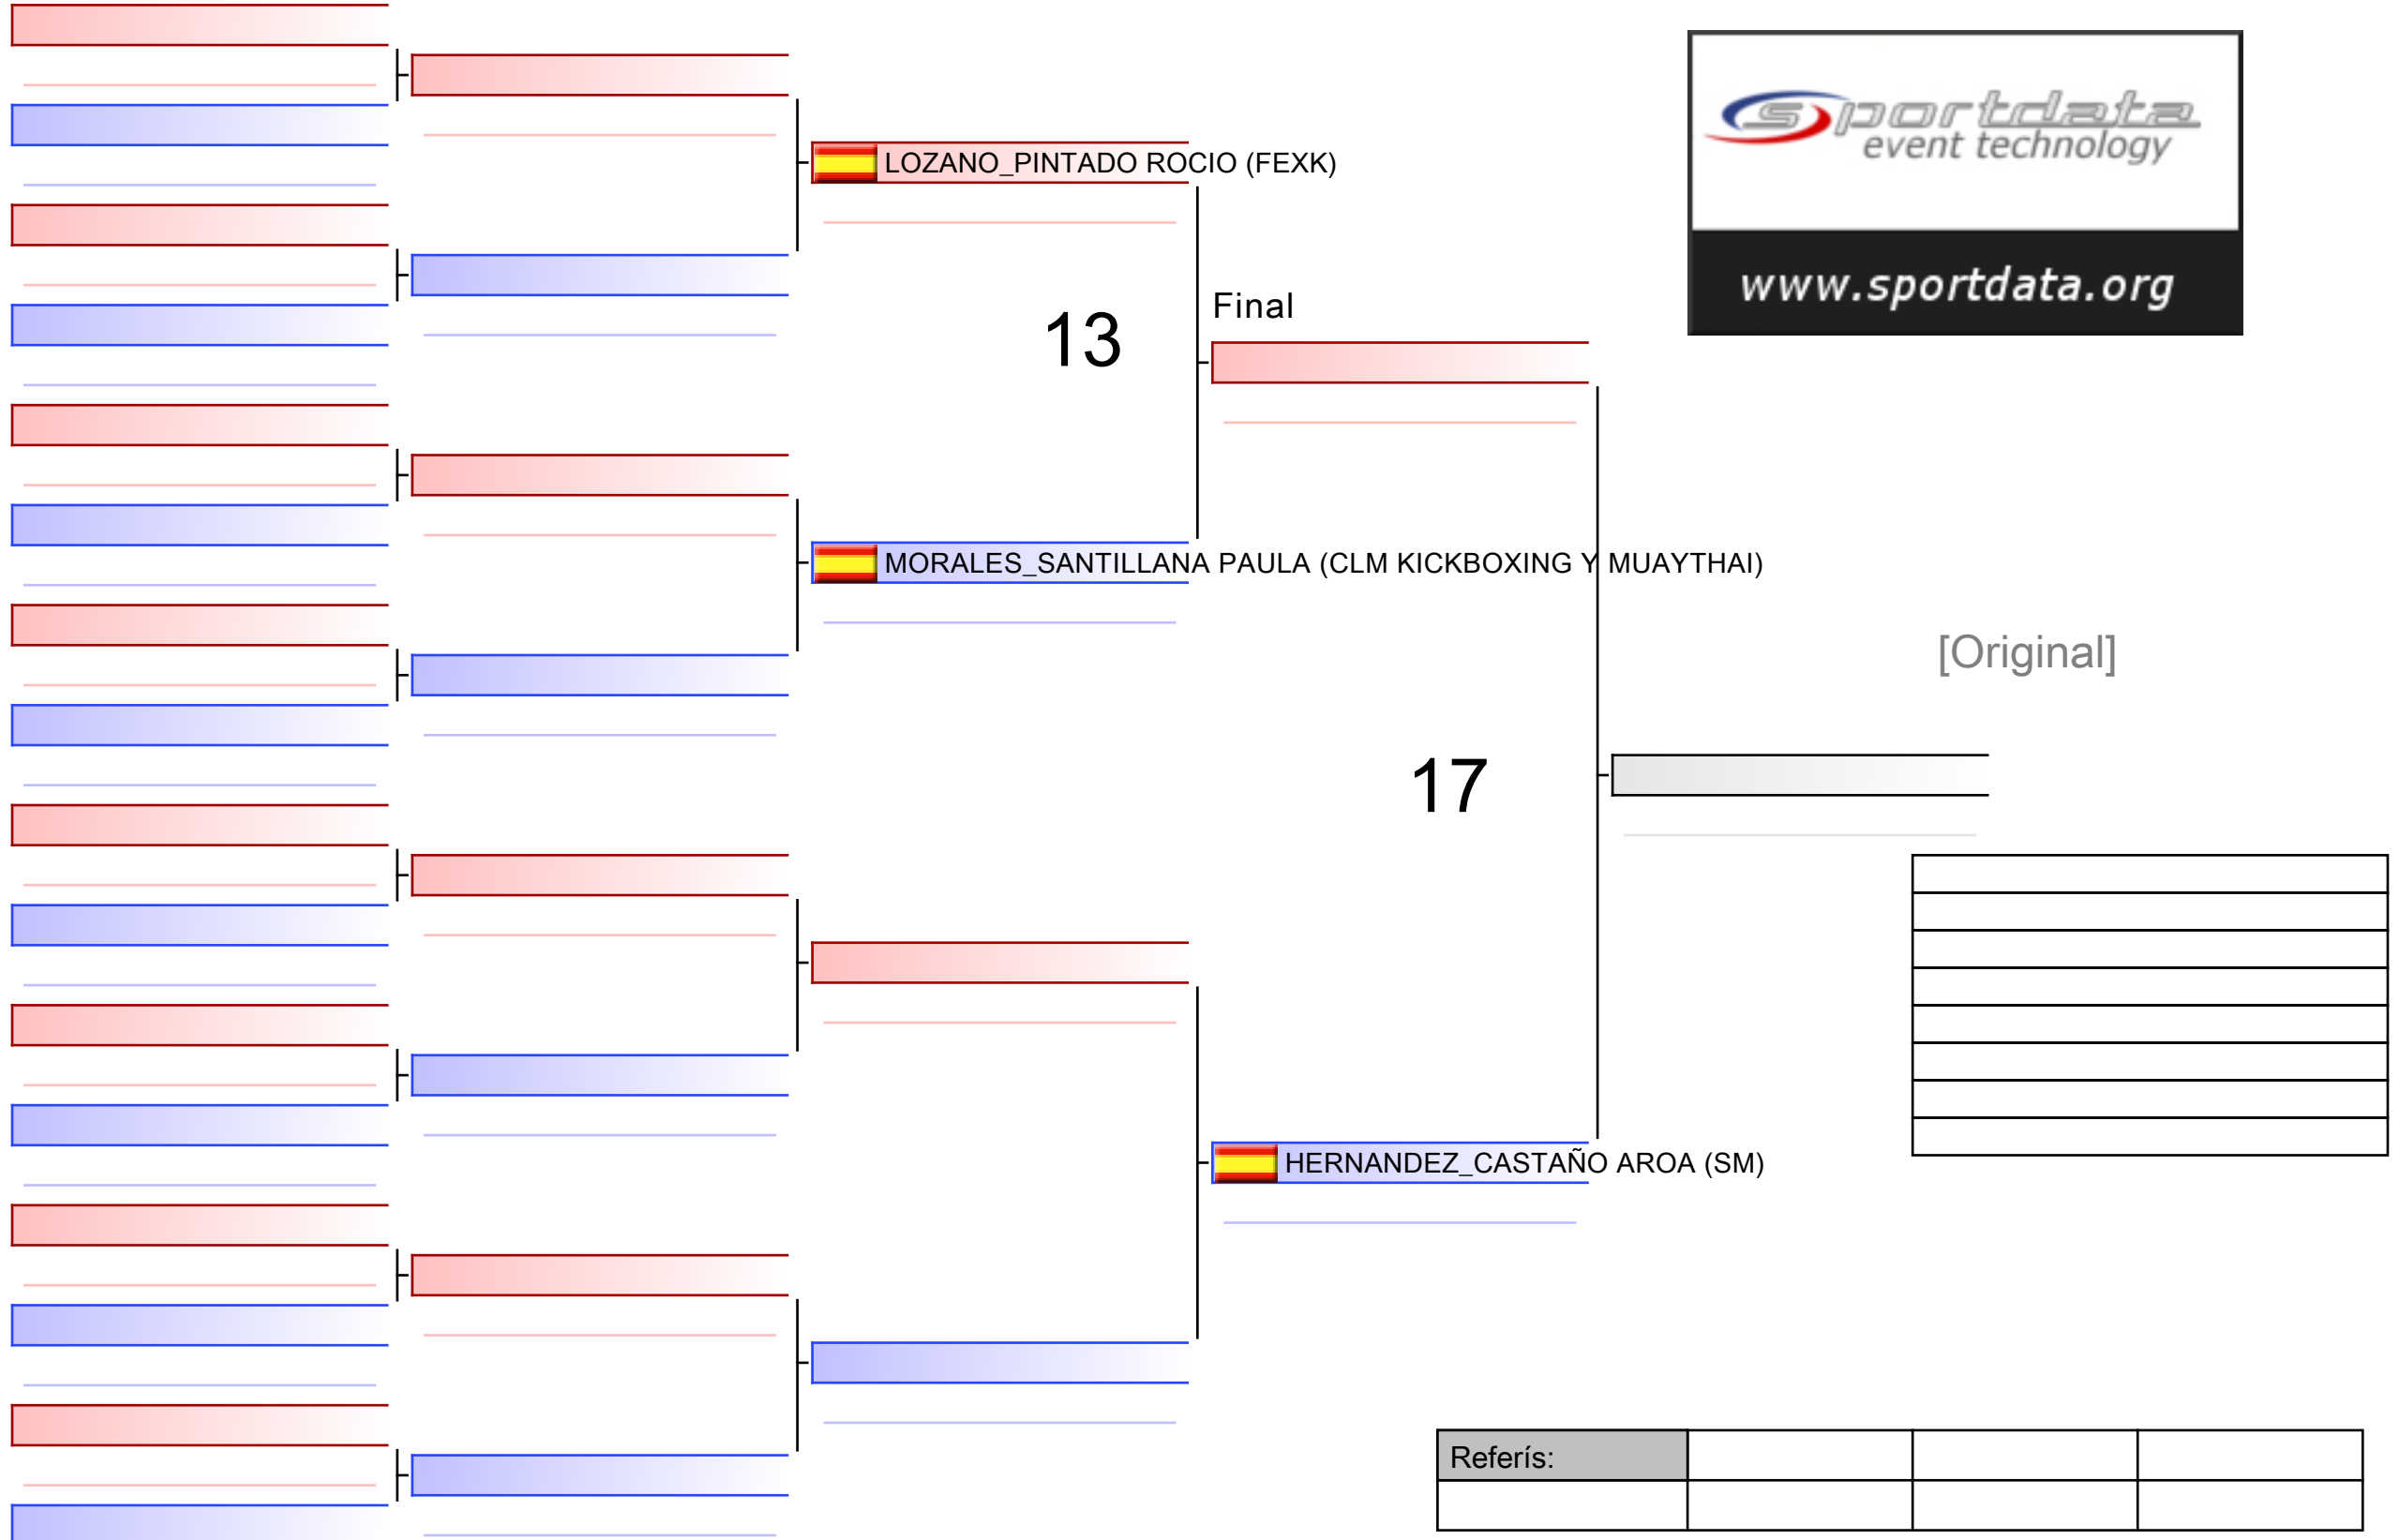 sportdata
event technology
www.sportdata.org
LOZANO_PINTADO ROCIO (FEXK)
Final
13
MORALES_SANTILLANA PAULA (CLM KICKBOXING Y MUAYTHAI)
[Original]
17
HERNANDEZ_CASTAÑO AROA (SM)
Referís: